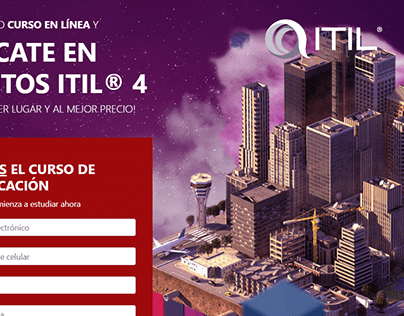 O CURSO EN LÍNEA Y
CATE EN
TOS ITIL® 4
ER LUGAR Y AL MEJOR PRECIO!
ITIL®
S EL CURSO DE
CACIÓN
mienza a estudiar ahora
ectrónico
e celular